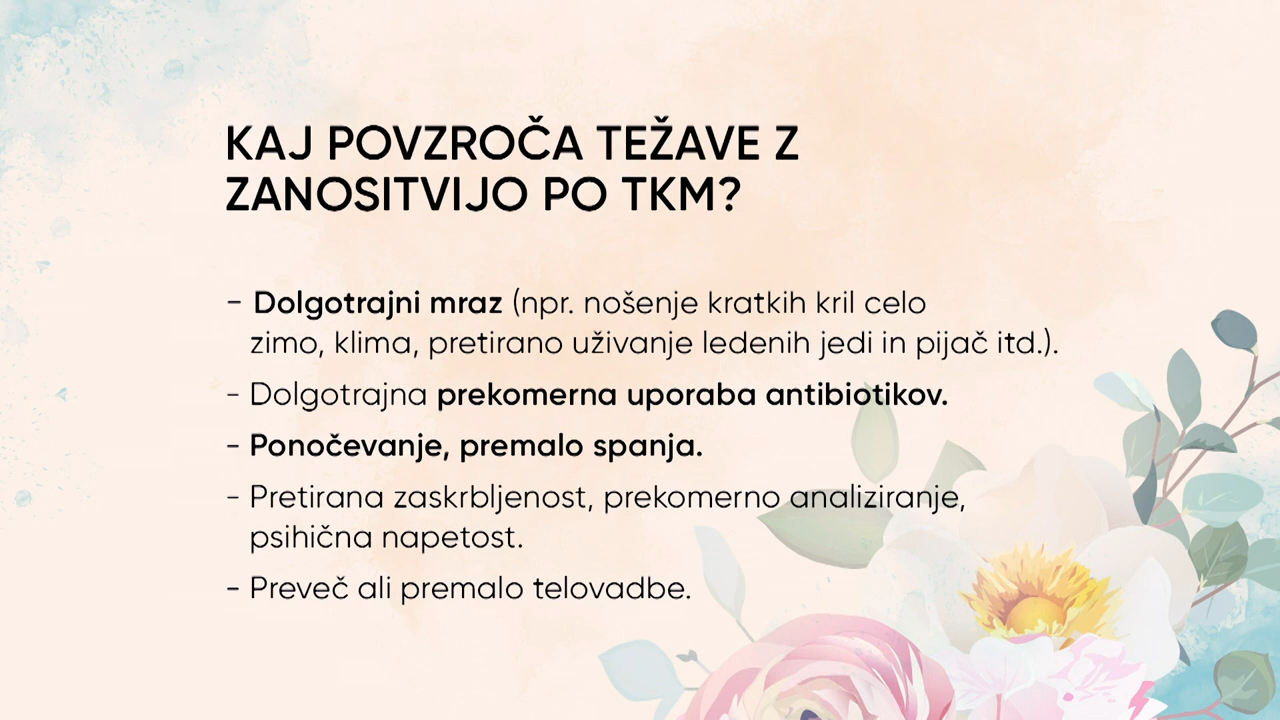 KAJ POVZROČA TEŽAVE Z
ZANOSITVIJO PO TKM?
- Dolgotrajni mraz (npr. nošenje kratkih kril celo
zimo, klima, pretirano uživanje ledenih jedi in pijač itd.).
- Dolgotrajna prekomerna uporaba antibiotikov.
- Ponočevanje, premalo spanja.
- Pretirana zaskrbljenost, prekomerno analiziranje,
psihična napetost.
- Preveč ali premalo telovadbe.